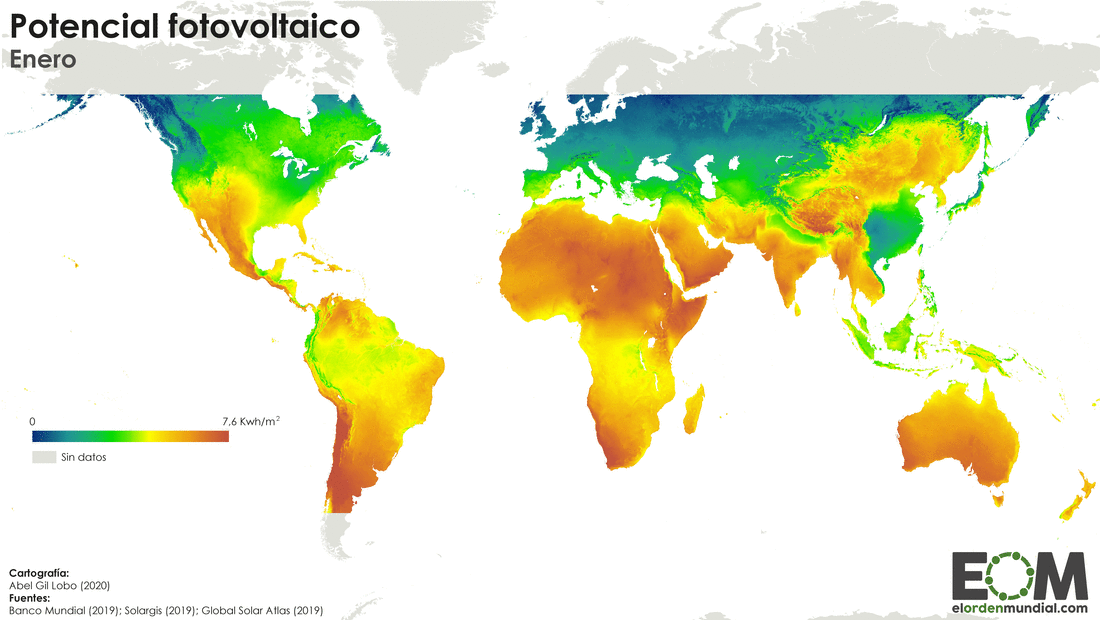 Potencial fotovoltaico
Enero
0 7.6 Kwh/m²
Sin datos
Cartografía:
Abel Gil Lobo (2020)
Fuentes:
Banco Mundial (2019); Solargis (2019); Global Solar Atlas (2019)
EOM
elordenmundial.com